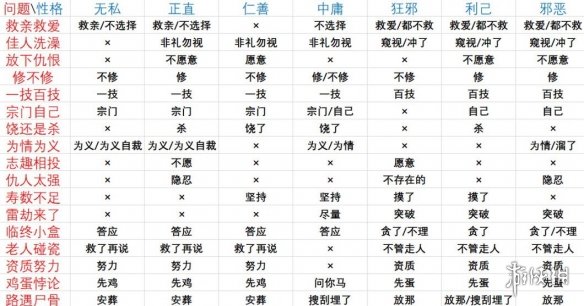 问题\性格 无私 正直 仁善 中庸 狂邪 利己 邪恶
救亲救爱 救亲/不选择 救亲/不选择 × 不选择 救爱/都不救 救爱/都不救 救爱/都不救
佳人洗澡 × 非礼勿视 非礼勿视 非礼勿视 窥视/冲了 窥视/冲了 窥视/冲了
放下仇恨 × 不愿意 愿意 × 不愿意 不愿意 不愿意
修不修 不修 不修 不修 修/不修 不修 修 修
一技百技 一技 一技 一技 一技 百技 百技 百技
宗门自己 宗门 宗门 宗门 宗门/自己 × 自己 自己
饶还是杀 × 杀 饶了 饶了 × 杀 ×
为情为义 为义/为义自裁 为义/为义自裁 × 为义/为情 × × 为情/溜了
志趣相投 × 不愿 × × 愿意 × ×
仇人太强 × 隐忍 × × 不存在的 × 隐忍
寿数不足 × × 坚持 坚持 摸了 摸了 ×
雷劫来了 × × × 尽量 突破 突破 突破
临终小盒 答应 答应 答应 答应 贪了/不理 贪了 贪了/不理
老人碰瓷 救了再说 救了再说 救了再说 × 不管走人 不管走人 不管走人
资质努力 努力 努力 努力 × 资质 × 资质
鸡蛋悖论 先鸡 先鸡 先鸡 问你马 先蛋 先蛋 先蛋
路遇尸骨 安葬 安葬 安葬 搜刮埋了 放那 放那/搜刮埋了 放那